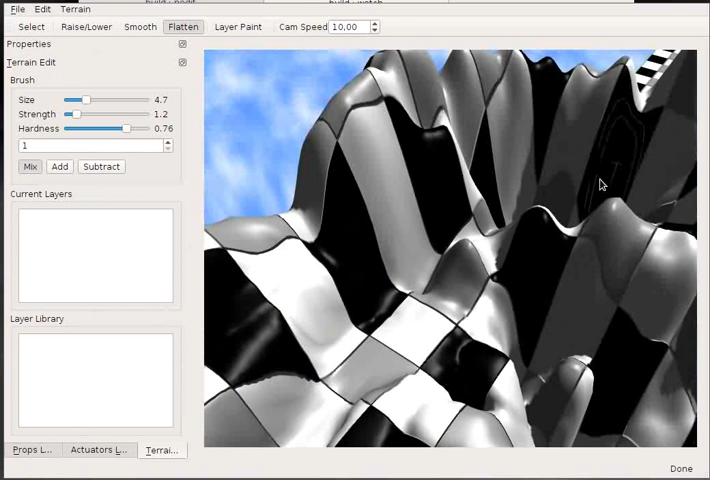 File Edit Terrain
Select Raise/Lower Smooth Flatten Layer Paint Cam Speed 10,00
Properties
Terrain Edit
Brush
Size 4.7
Strength 1.2
Hardness 0.76
1
Mix Add Subtract
Current Layers
Layer Library
Props L... Actuators L... Terrai...
Done